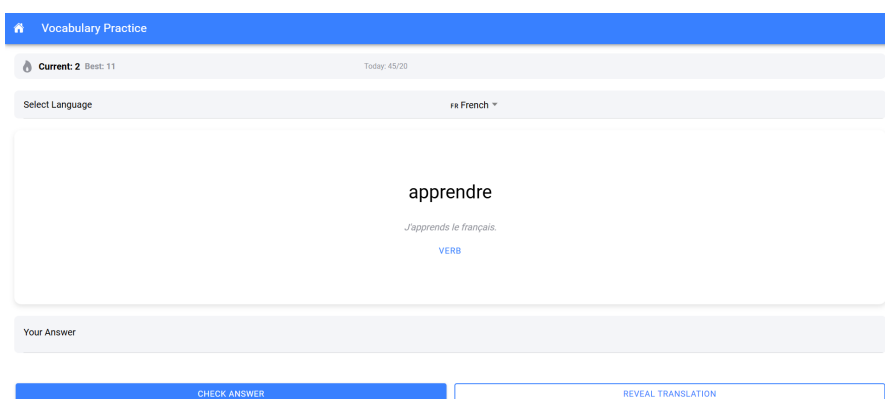 Vocabulary Practice
Current: 2 Best: 11 Today: 45/20
Select Language FR French
apprendre
J'apprends le français.
VERB
Your Answer
CHECK ANSWER REVEAL TRANSLATION